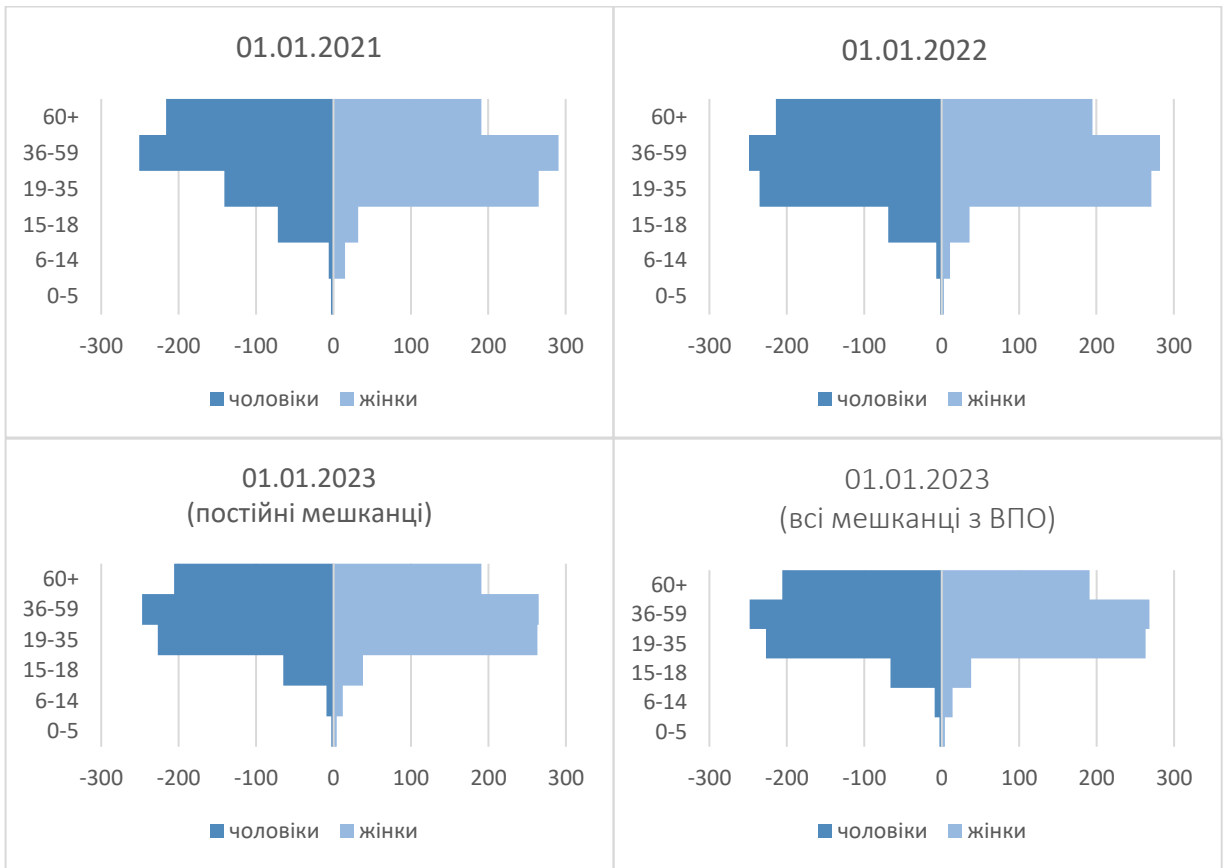 01.01.2021
60+
36-59
19-35
15-18
6-14
0-5
-300 -200 -100 0 100 200 300
чоловіки жінки
01.01.2022
60+
36-59
19-35
15-18
6-14
0-5
-300 -200 -100 0 100 200 300
чоловіки жінки
01.01.2023
(постійні мешканці)
60+
36-59
19-35
15-18
6-14
0-5
-300 -200 -100 0 100 200 300
чоловіки жінки
01.01.2023
(всі мешканці з ВПО)
60+
36-59
19-35
15-18
6-14
0-5
-300 -200 -100 0 100 200 300
чоловіки жінки